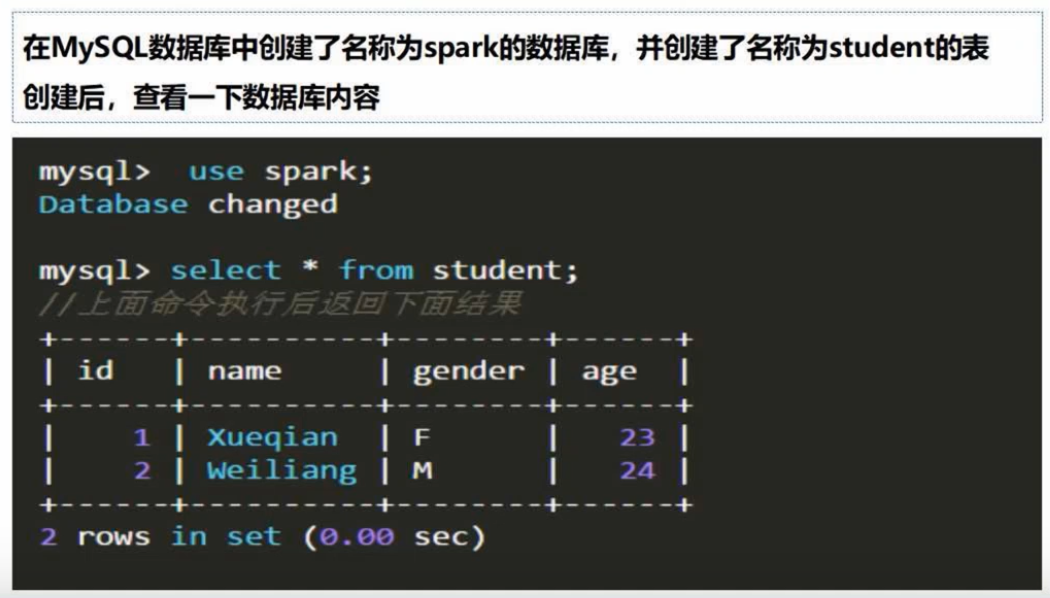 在MySQL数据库中创建了名称为spark的数据库，并创建了名称为student的表
创建后，查看一下数据库内容
mysql>  use spark;
Database changed
mysql> select * from student;
//上面命令执行后返回下面结果
+------+----------+--------+------+
| id   | name     | gender | age  |
+------+----------+--------+------+
|    1 | Xueqian  | F      |   23 |
|    2 | Weiliang | M      |   24 |
+------+----------+--------+------+
2 rows in set (0.00 sec)